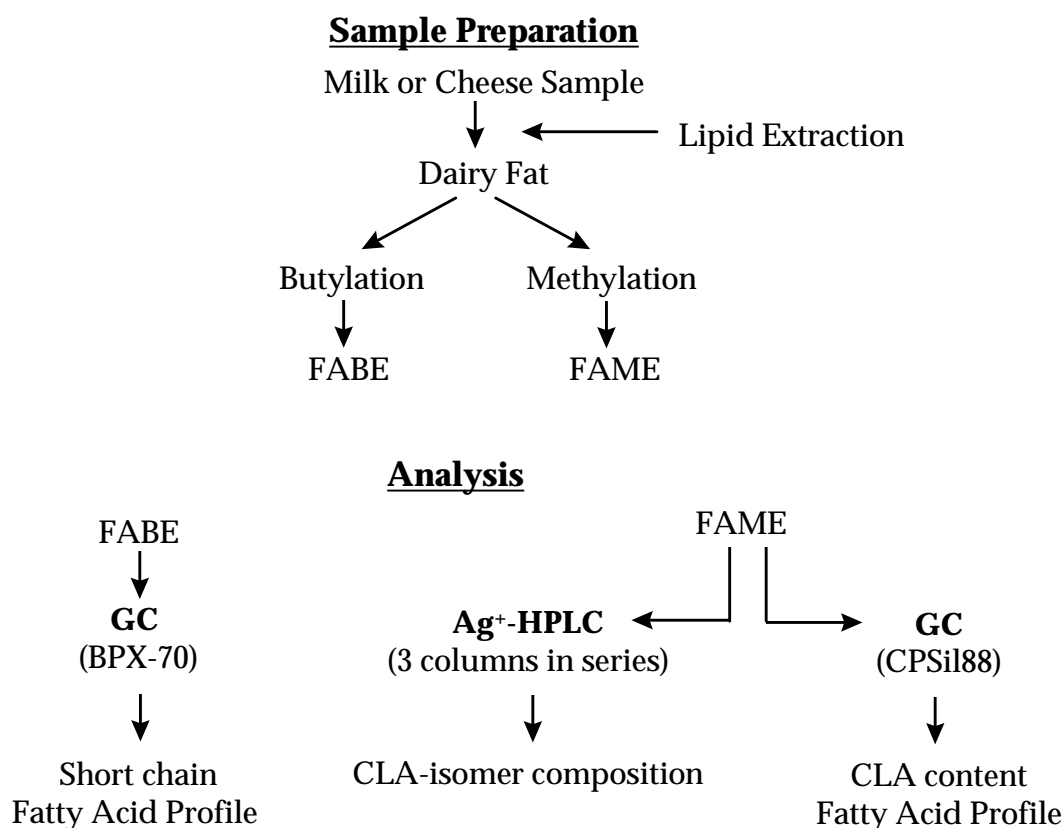 Sample Preparation
Milk or Cheese Sample
Lipid Extraction
Dairy Fat
Butylation Methylation
FABE FAME
Analysis
FABE FAME
GC Ag⁺-HPLC GC
(BPX-70) (3 columns in series) (CPSil88)
Short chain CLA-isomer composition CLA content
Fatty Acid Profile Fatty Acid Profile